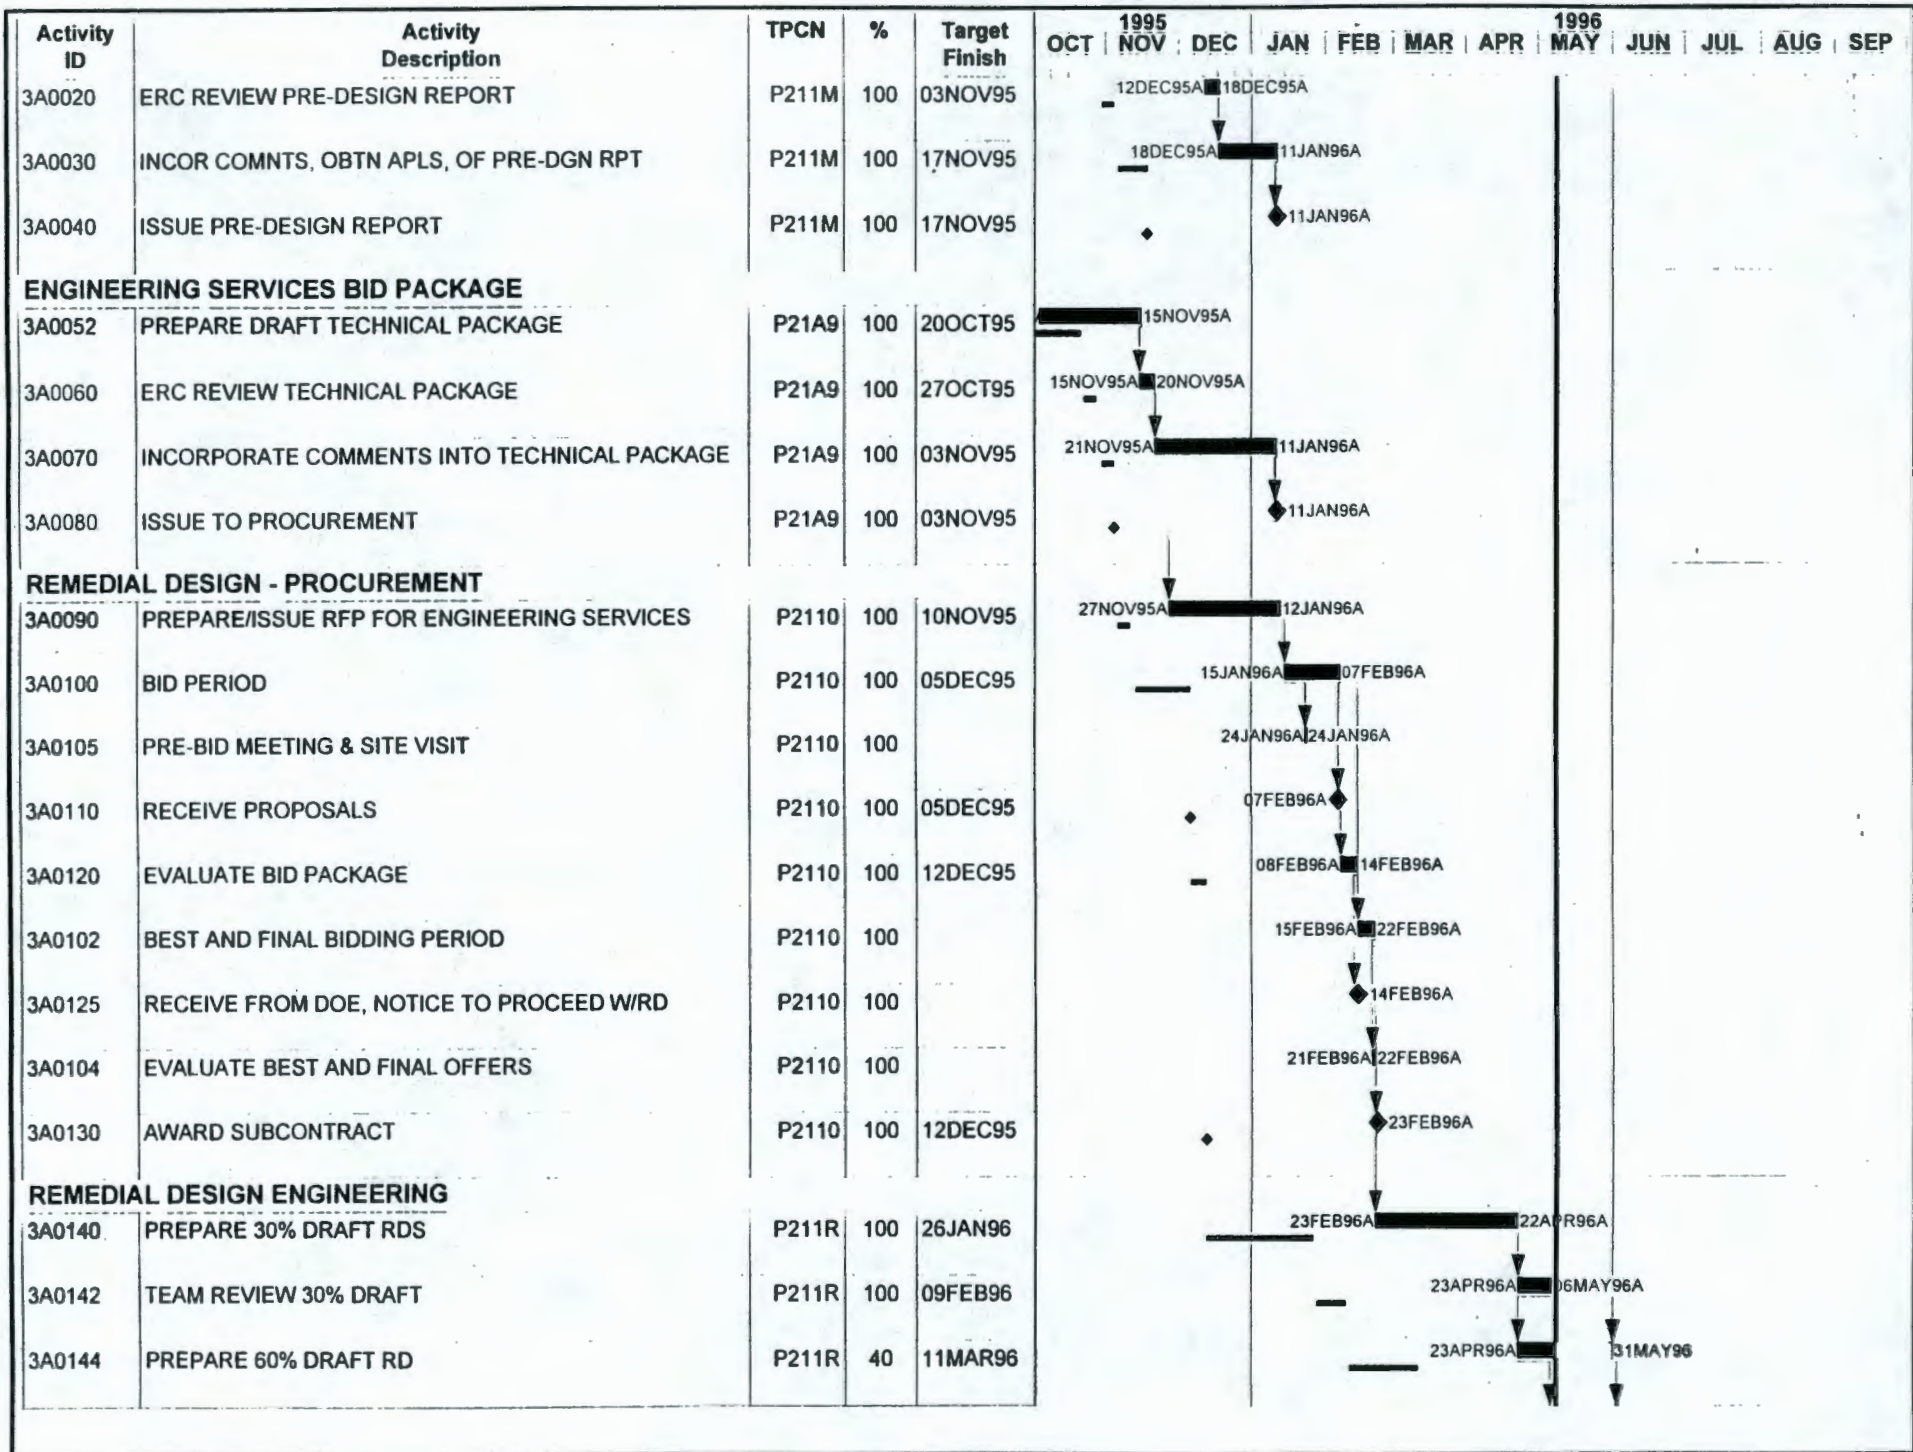 Activity ID Activity Description TPCN % Target Finish 1995 1996
OCT NOV DEC JAN FEB MAR APR MAY JUN JUL AUG SEP
3A0020 ERC REVIEW PRE-DESIGN REPORT P211M 100 03NOV95 12DEC95A 18DEC95A
3A0030 INCOR COMNTS, OBTN APLS, OF PRE-DGN RPT P211M 100 17NOV95 18DEC95A 11JAN96A
3A0040 ISSUE PRE-DESIGN REPORT P211M 100 17NOV95 11JAN96A
ENGINEERING SERVICES BID PACKAGE
3A0052 PREPARE DRAFT TECHNICAL PACKAGE P21A9 100 20OCT95 15NOV95A
3A0060 ERC REVIEW TECHNICAL PACKAGE P21A9 100 27OCT95 15NOV95A 20NOV95A
3A0070 INCORPORATE COMMENTS INTO TECHNICAL PACKAGE P21A9 100 03NOV95 21NOV95A 11JAN96A
3A0080 ISSUE TO PROCUREMENT P21A9 100 03NOV95 11JAN96A
REMEDIAL DESIGN - PROCUREMENT
3A0090 PREPARE/ISSUE RFP FOR ENGINEERING SERVICES P2110 100 10NOV95 27NOV95A 12JAN96A
3A0100 BID PERIOD P2110 100 05DEC95 15JAN96A 07FEB96A
3A0105 PRE-BID MEETING & SITE VISIT P2110 100 24JAN96A 24JAN96A
3A0110 RECEIVE PROPOSALS P2110 100 05DEC95 07FEB96A
3A0120 EVALUATE BID PACKAGE P2110 100 12DEC95 08FEB96A 14FEB96A
3A0102 BEST AND FINAL BIDDING PERIOD P2110 100 15FEB96A 22FEB96A
3A0125 RECEIVE FROM DOE, NOTICE TO PROCEED W/RD P2110 100 14FEB96A
3A0104 EVALUATE BEST AND FINAL OFFERS P2110 100 21FEB96A 22FEB96A
3A0130 AWARD SUBCONTRACT P2110 100 12DEC95 23FEB96A
REMEDIAL DESIGN ENGINEERING
3A0140 PREPARE 30% DRAFT RDS P211R 100 26JAN96 23FEB96A 22APR96A
3A0142 TEAM REVIEW 30% DRAFT P211R 100 09FEB96 23APR96A 06MAY96A
3A0144 PREPARE 60% DRAFT RD P211R 40 11MAR96 23APR96A 31MAY96